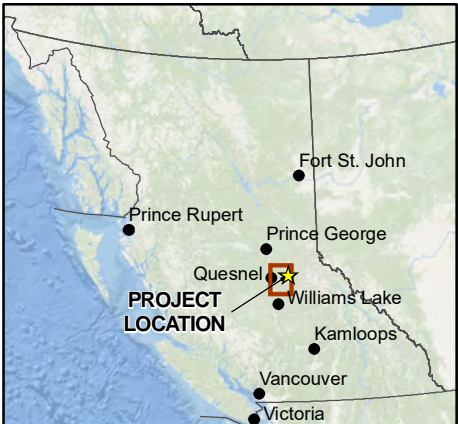 Fort St. John
Prince Rupert
Prince George
Quesnel
Williams Lake
PROJECT
LOCATION
Kamloops
Vancouver
Victoria